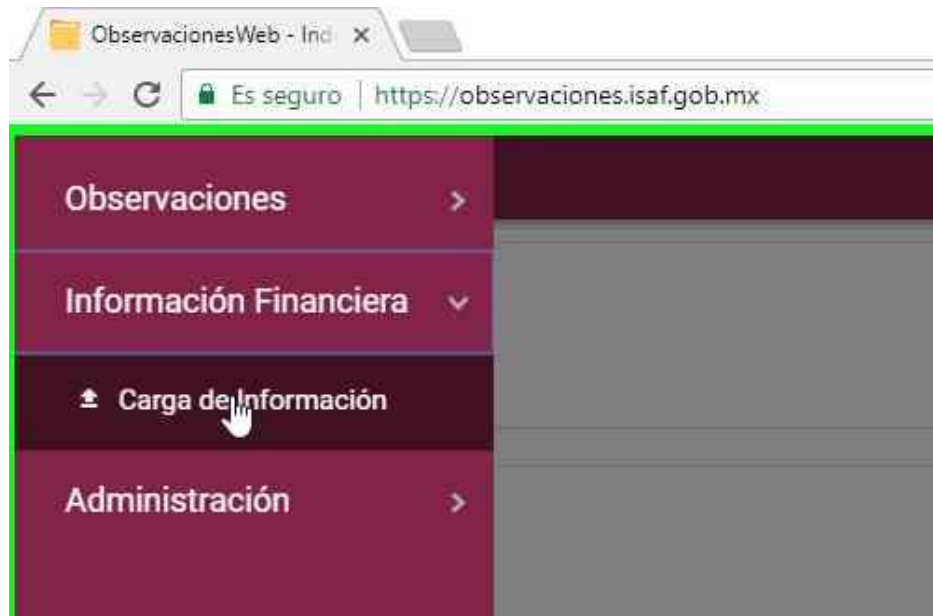 ObservacionesWeb - Ind
Es seguro | https://observaciones.isaf.gob.mx
Observaciones
Información Financiera
Carga de Información
Administración